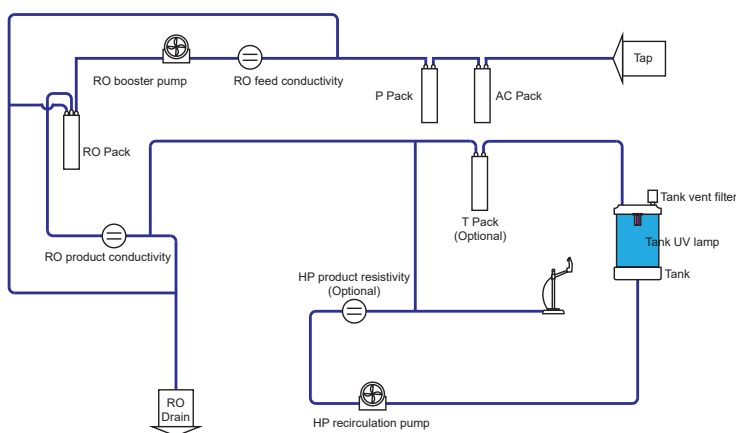 Tap
RO booster pump
RO feed conductivity
P Pack
AC Pack
RO Pack
Tank vent filter
T Pack
(Optional)
Tank UV lamp
RO product conductivity
HP product resistivity
(Optional)
Tank
RO
Drain
HP recirculation pump